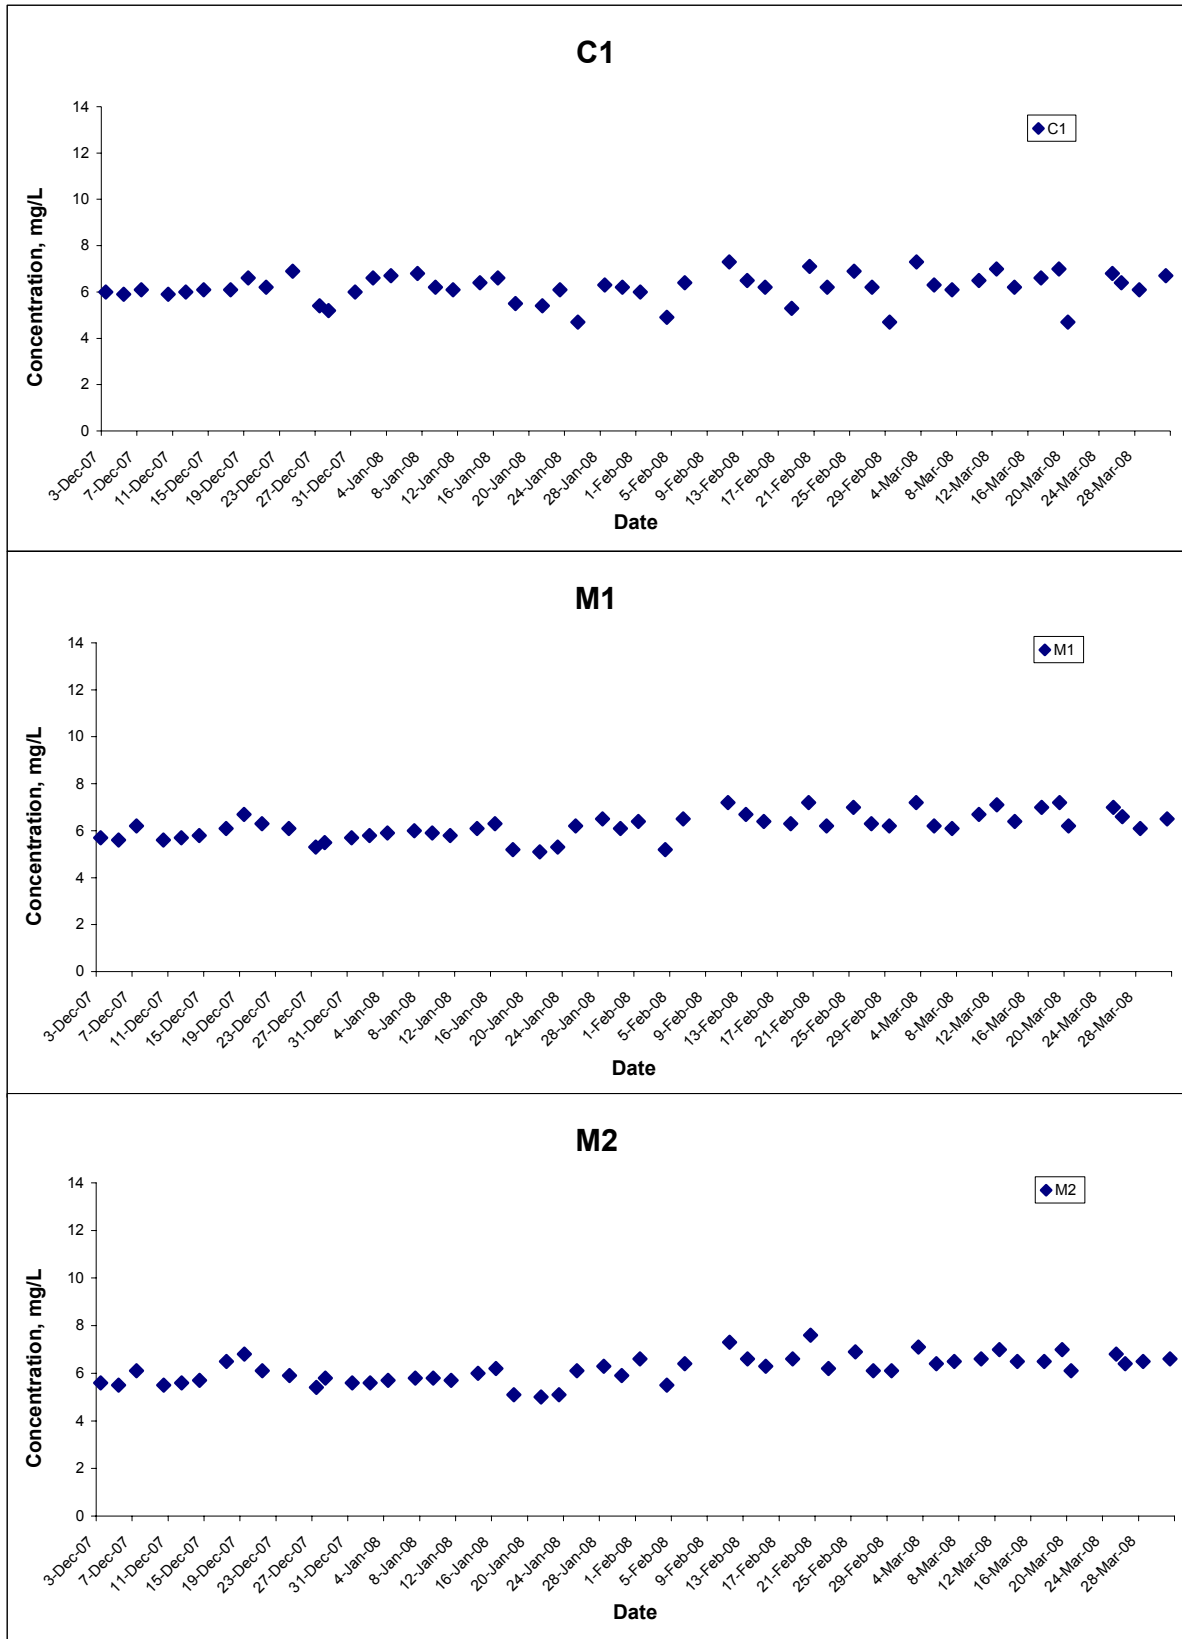 C1
14
12
10
8
6
4
2
0
Concentration, mg/L
C1
3-Dec-07 7-Dec-07 11-Dec-07 15-Dec-07 19-Dec-07 23-Dec-07 27-Dec-07 31-Dec-07 4-Jan-08 8-Jan-08 12-Jan-08 16-Jan-08 20-Jan-08 24-Jan-08 28-Jan-08 1-Feb-08 5-Feb-08 9-Feb-08 13-Feb-08 17-Feb-08 21-Feb-08 25-Feb-08 29-Feb-08 4-Mar-08 8-Mar-08 12-Mar-08 16-Mar-08 20-Mar-08 24-Mar-08 28-Mar-08
Date
M1
14
12
10
8
6
4
2
0
Concentration, mg/L
M1
3-Dec-07 7-Dec-07 11-Dec-07 15-Dec-07 19-Dec-07 23-Dec-07 27-Dec-07 31-Dec-07 4-Jan-08 8-Jan-08 12-Jan-08 16-Jan-08 20-Jan-08 24-Jan-08 28-Jan-08 1-Feb-08 5-Feb-08 9-Feb-08 13-Feb-08 17-Feb-08 21-Feb-08 25-Feb-08 29-Feb-08 4-Mar-08 8-Mar-08 12-Mar-08 16-Mar-08 20-Mar-08 24-Mar-08 28-Mar-08
Date
M2
14
12
10
8
6
4
2
0
Concentration, mg/L
M2
3-Dec-07 7-Dec-07 11-Dec-07 15-Dec-07 19-Dec-07 23-Dec-07 27-Dec-07 31-Dec-07 4-Jan-08 8-Jan-08 12-Jan-08 16-Jan-08 20-Jan-08 24-Jan-08 28-Jan-08 1-Feb-08 5-Feb-08 9-Feb-08 13-Feb-08 17-Feb-08 21-Feb-08 25-Feb-08 29-Feb-08 4-Mar-08 8-Mar-08 12-Mar-08 16-Mar-08 20-Mar-08 24-Mar-08 28-Mar-08
Date